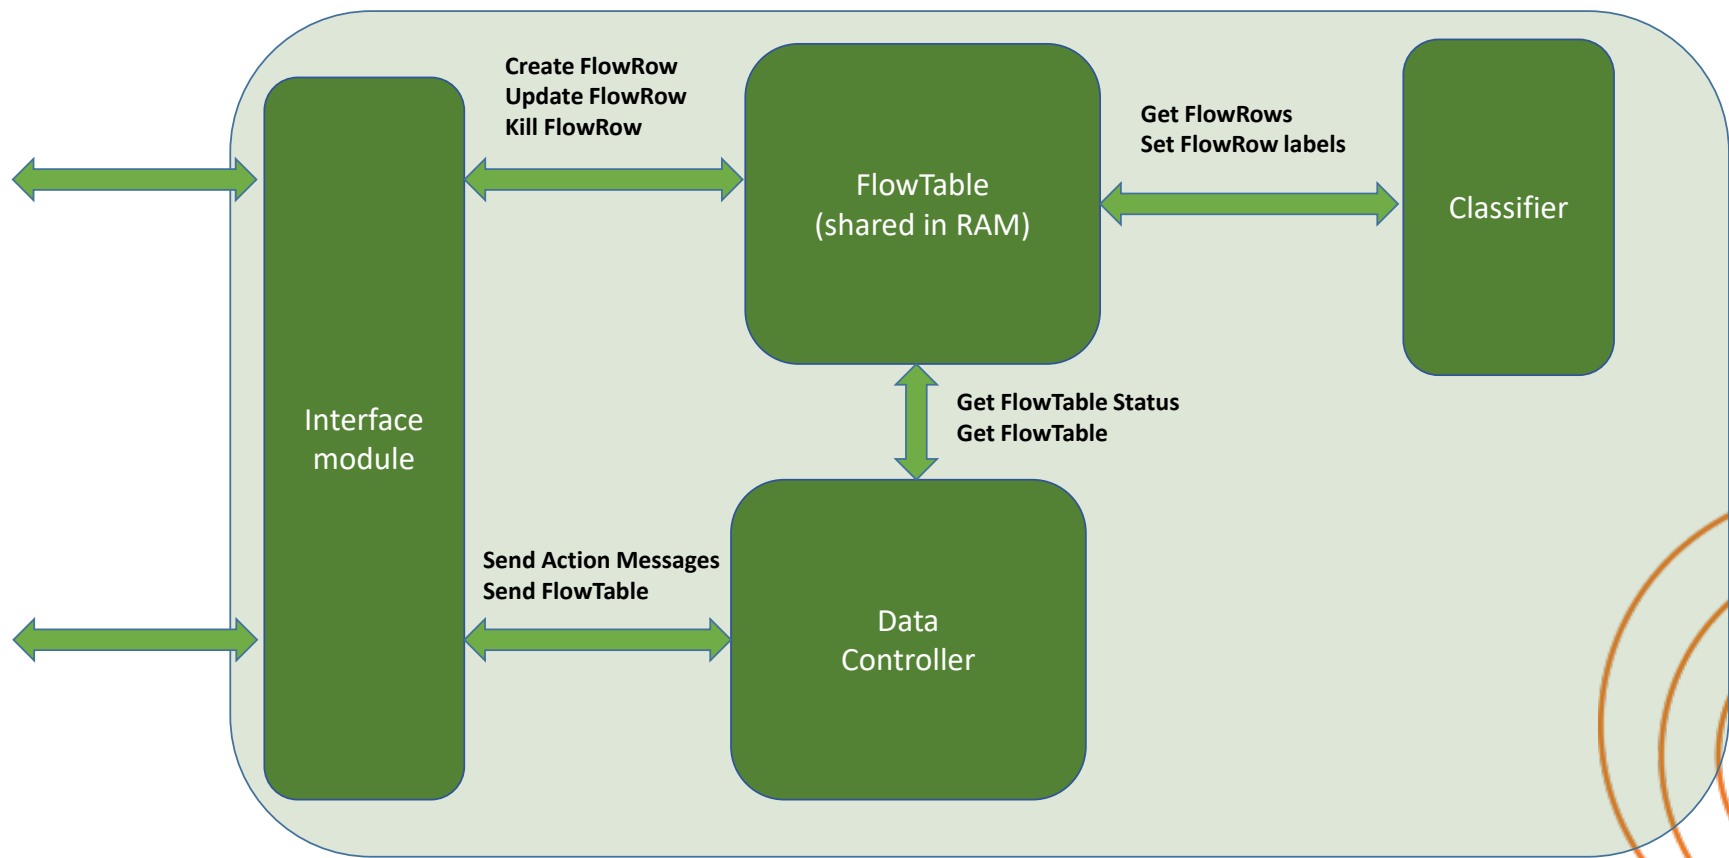 Create FlowRow
Update FlowRow
Kill FlowRow
Get FlowRows
Set FlowRow labels
FlowTable
(shared in RAM)
Classifier
Interface
module
Get FlowTable Status
Get FlowTable
Send Action Messages
Send FlowTable
Data
Controller